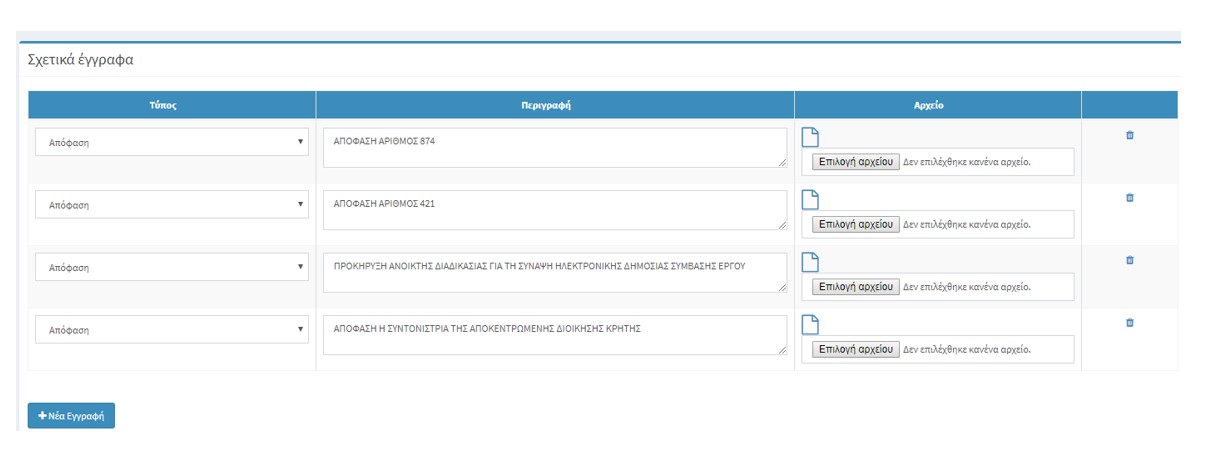 Σχετικά έγγραφα
Τύπος Περιγραφή Αρχείο
Απόφαση ΑΠΟΦΑΣΗ ΑΡΙΘΜΟΣ 874
Επιλογή αρχείου Δεν επιλέχθηκε κανένα αρχείο.
Απόφαση ΑΠΟΦΑΣΗ ΑΡΙΘΜΟΣ 421
Επιλογή αρχείου Δεν επιλέχθηκε κανένα αρχείο.
Απόφαση ΠΡΟΚΗΡΥΞΗ ΑΝΟΙΚΤΗΣ ΔΙΑΔΙΚΑΣΙΑΣ ΓΙΑ ΤΗ ΣΥΝΑΨΗ ΗΛΕΚΤΡΟΝΙΚΗΣ ΔΗΜΟΣΙΑΣ ΣΥΜΒΑΣΗΣ ΕΡΓΟΥ
Επιλογή αρχείου Δεν επιλέχθηκε κανένα αρχείο.
Απόφαση ΑΠΟΦΑΣΗ Η ΣΥΝΤΟΝΙΣΤΡΙΑ ΤΗΣ ΑΠΟΚΕΝΤΡΩΜΕΝΗΣ ΔΙΟΙΚΗΣΗΣ ΚΡΗΤΗΣ
Επιλογή αρχείου Δεν επιλέχθηκε κανένα αρχείο.
+ Νέα Εγγραφή